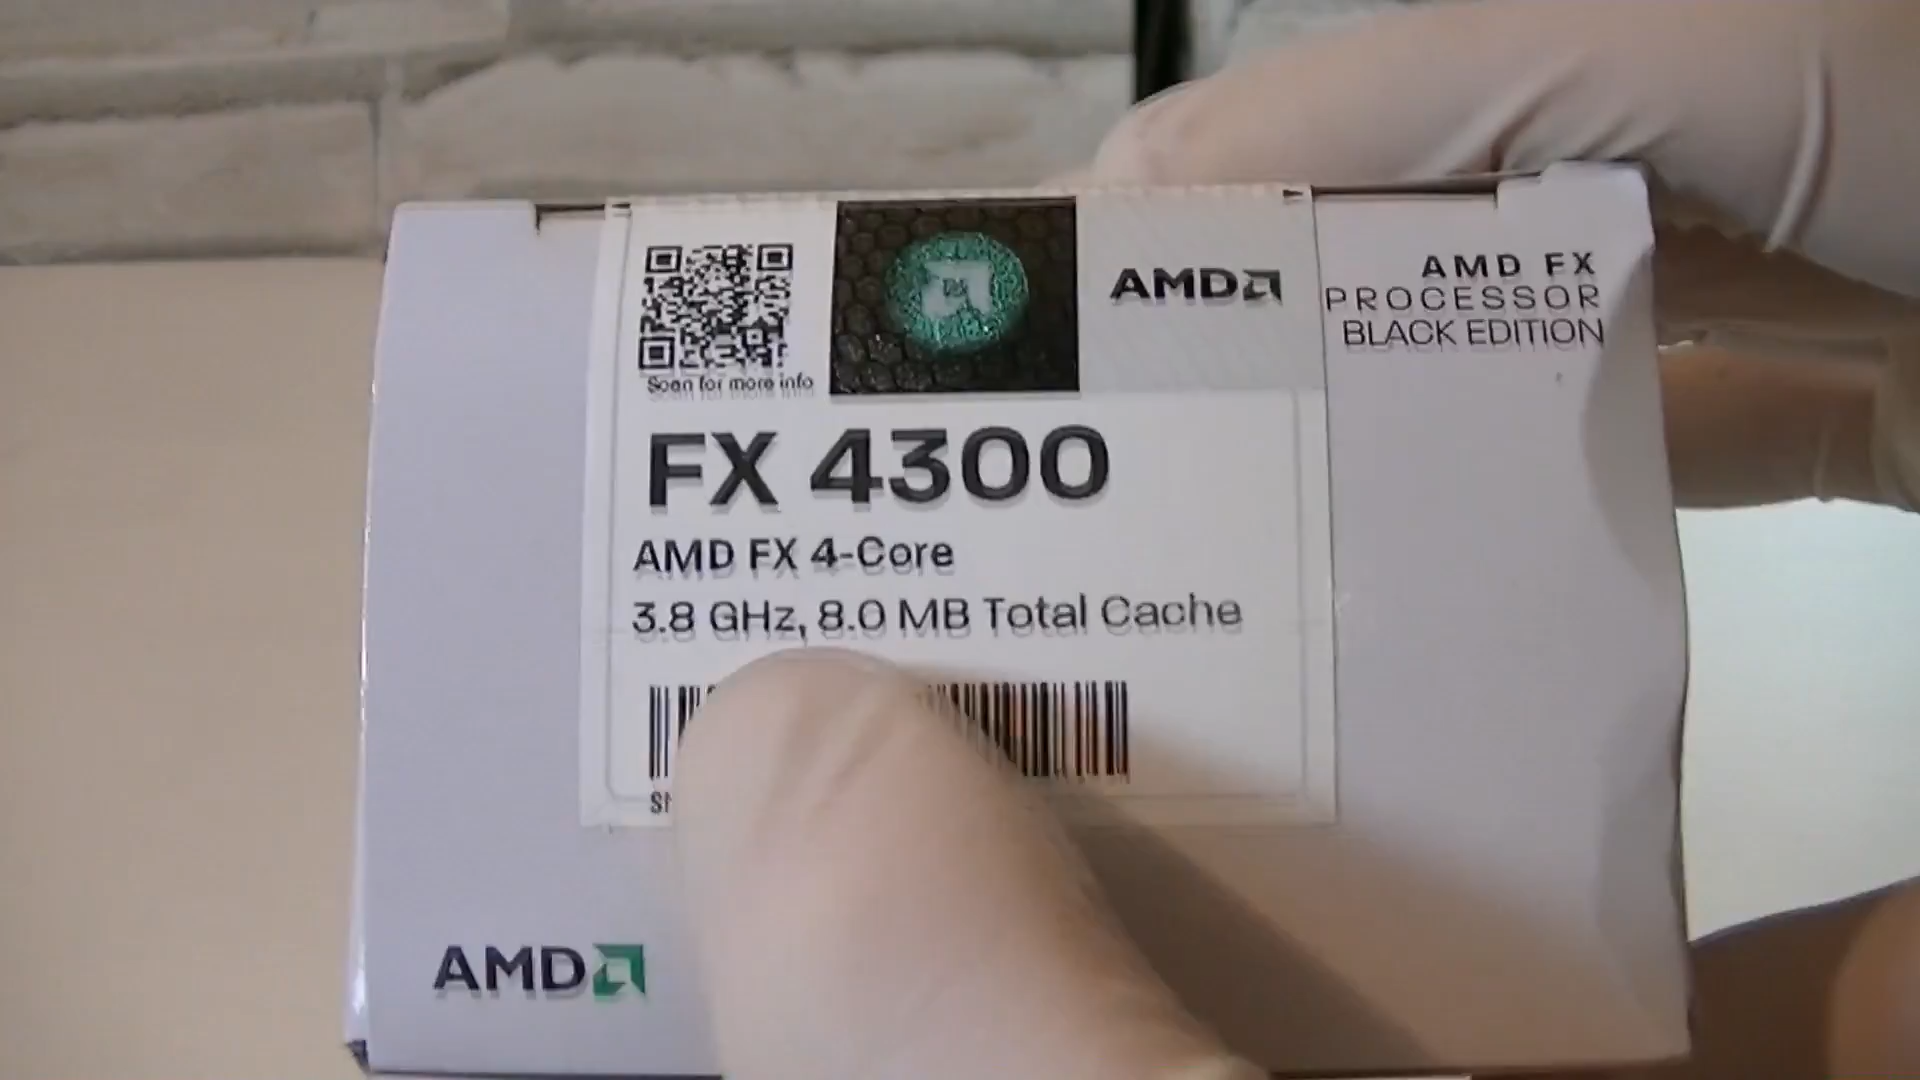 Scan for more info
AMD
AMD FX
PROCESSOR
BLACK EDITION
FX 4300
AMD FX 4-Core
3.8 GHz, 8.0 MB Total Cache
AMD